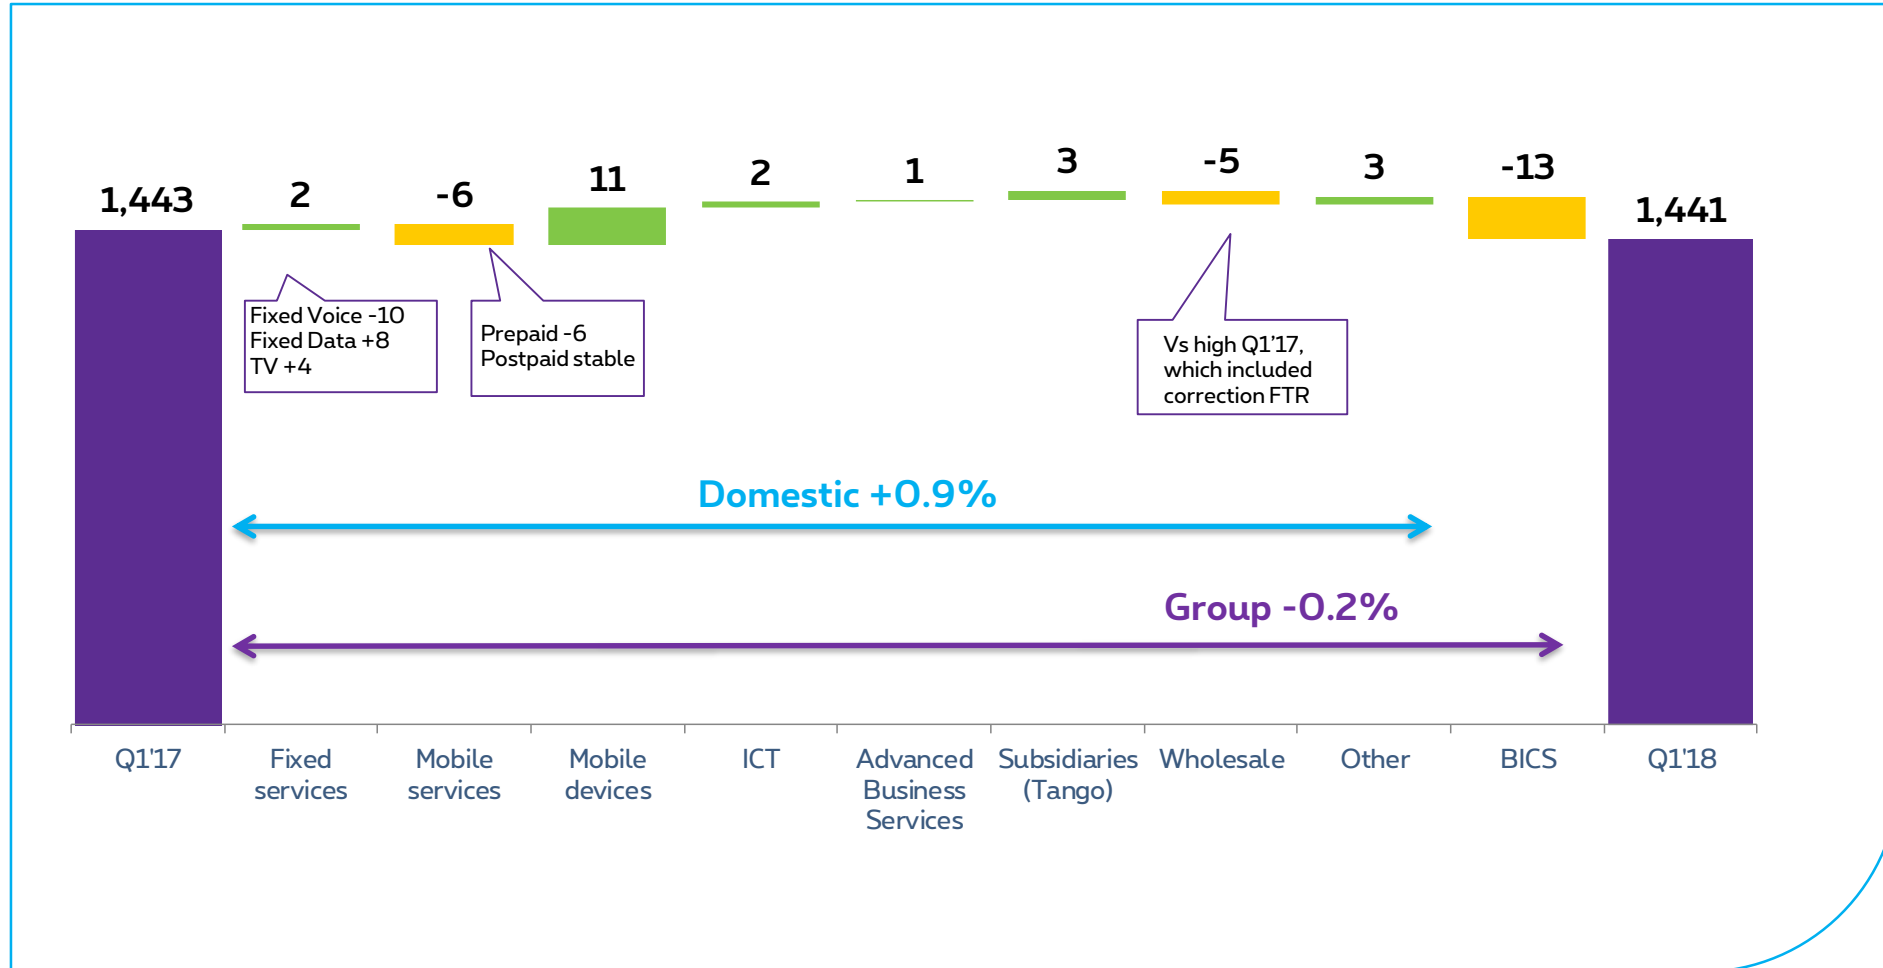 1,443
2
-6
11
2
1
3
-5
3
-13
1,441
Fixed Voice -10
Fixed Data +8
TV +4
Prepaid -6
Postpaid stable
Vs high Q1’17,
which included
correction FTR
Domestic +0.9%
Group -0.2%
Q1'17
Fixed
services
Mobile
services
Mobile
devices
ICT
Advanced
Business
Services
Subsidiaries
(Tango)
Wholesale
Other
BICS
Q1'18